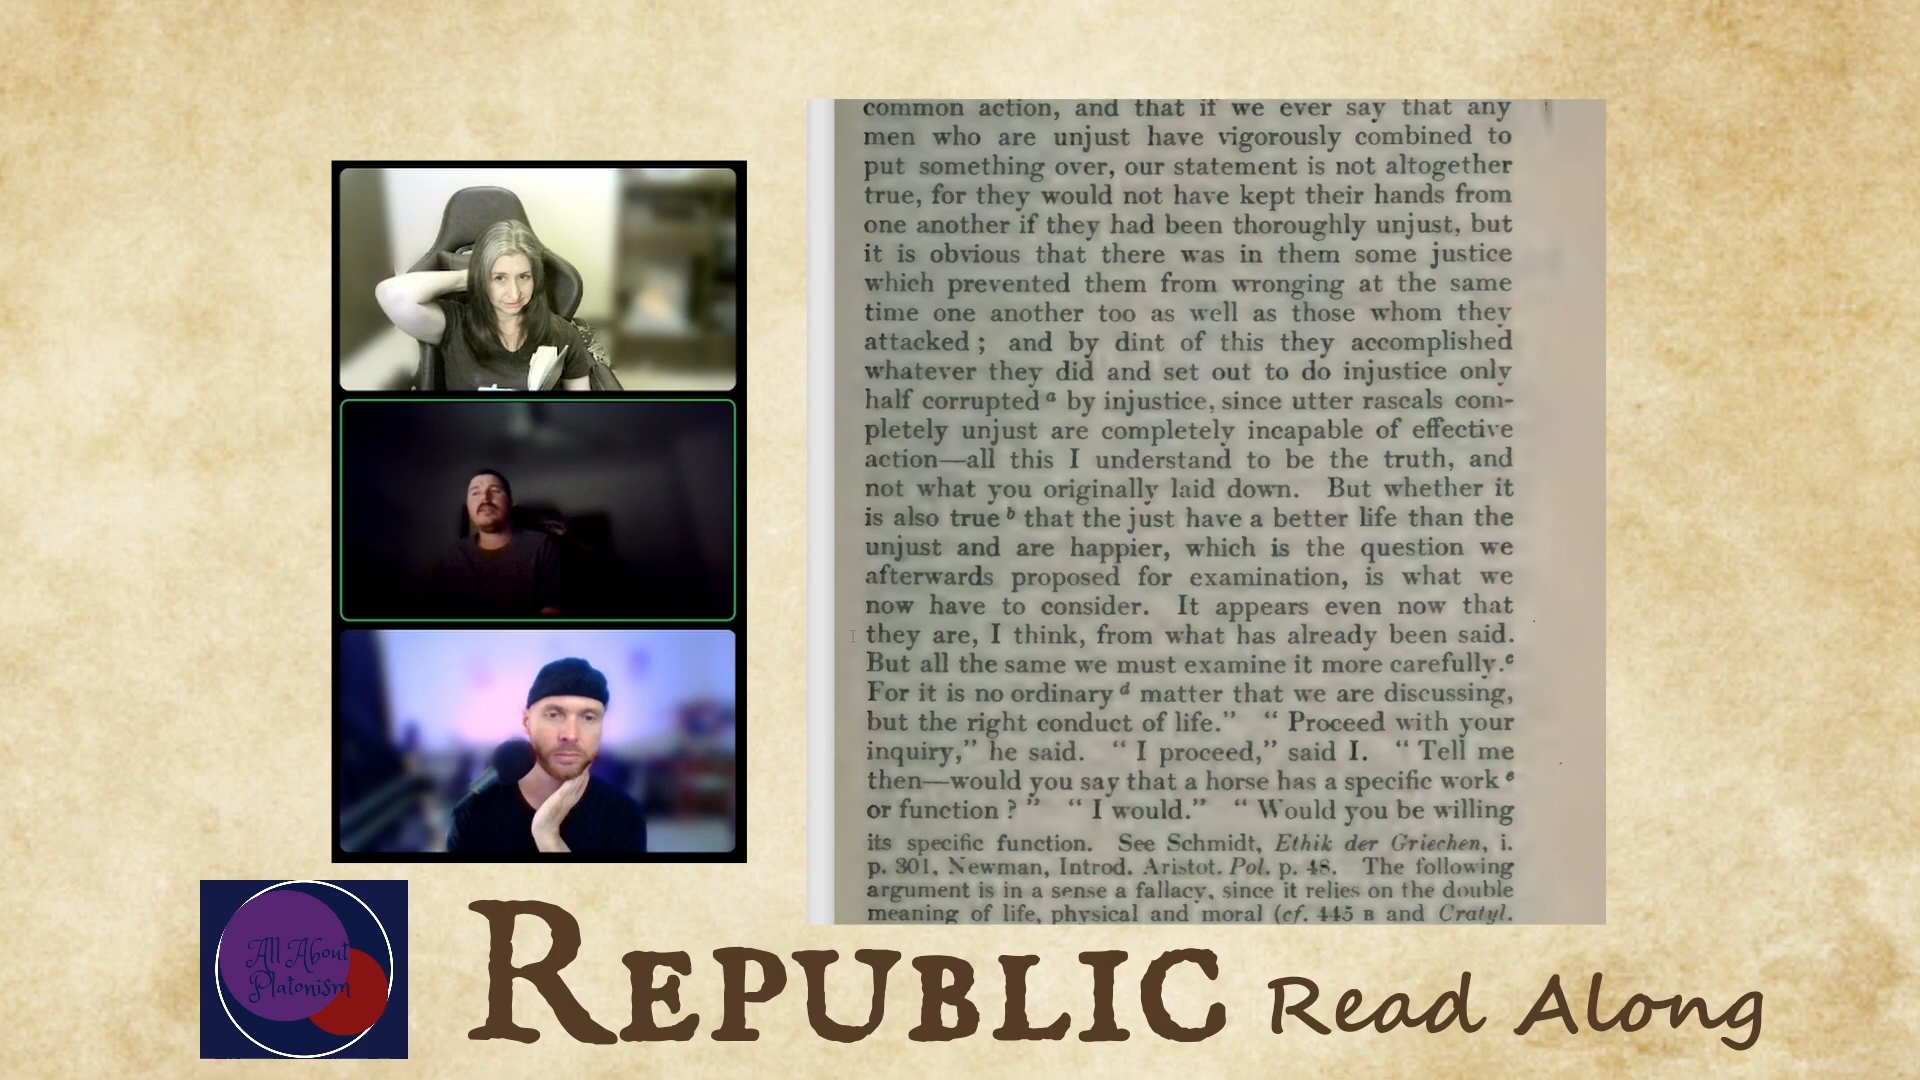 common action, and that if we ever say that any
men who are unjust have vigorously combined to
put something over, our statement is not altogether
true, for they would not have kept their hands from
one another if they had been thoroughly unjust, but
it is obvious that there was in them some justice
which prevented them from wronging at the same
time one another too as well as those whom they
attacked ; and by dint of this they accomplished
whatever they did and set out to do injustice only
half corrupted a by injustice, since utter rascals com-
pletely unjust are completely incapable of effective
action—all this I understand to be the truth, and
not what you originally laid down. But whether it
is also true b that the just have a better life than the
unjust and are happier, which is the question we
afterwards proposed for examination, is what we
now have to consider. It appears even now that
they are, I think, from what has already been said.
But all the same we must examine it more carefully.c
For it is no ordinary d matter that we are discussing,
but the right conduct of life.” “ Proceed with your
inquiry,” he said. “ I proceed,” said I. “ Tell me
then—would you say that a horse has a specific work e
or function ? ” “ I would.” “ Would you be willing
its specific function. See Schmidt, Ethik der Griechen, i.
p. 301, Newman, Introd. Aristot. Pol. p. 48. The following
argument is in a sense a fallacy, since it relies on the double
meaning of life, physical and moral (cf. 445 B and Cratyl.
All About
Platonism
REPUBLIC Read Along